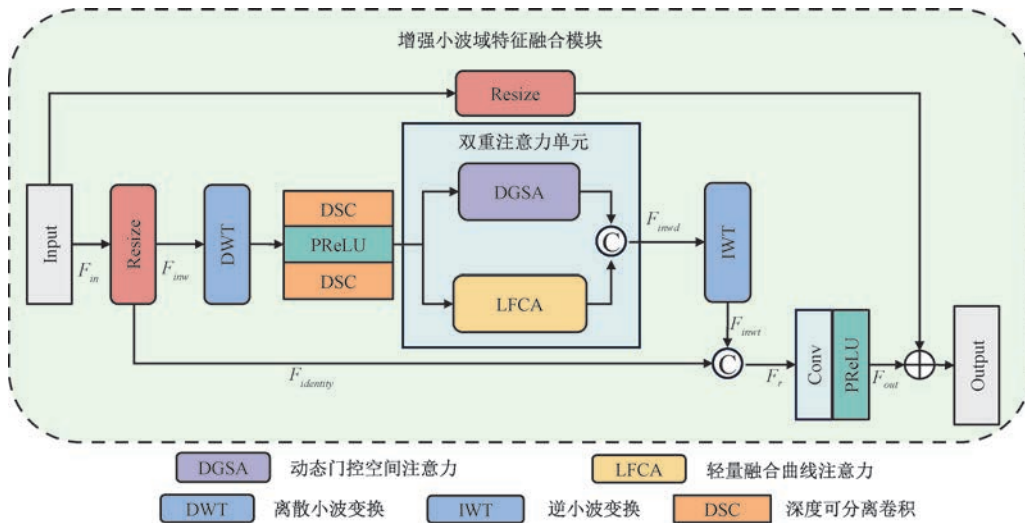 增强小波域特征融合模块
Resize
双重注意力单元
Input
F_in
Resize
F_inw
DWT
DSC
PReLU
DSC
DGSA
LFCA
C
F_inwd
IWT
F_inwt
F_identity
C
F_r
Conv
PReLU
F_out
Output
DGSA 动态门控空间注意力 LFCA 轻量融合曲线注意力
DWT 离散小波变换 IWT 逆小波变换 DSC 深度可分离卷积